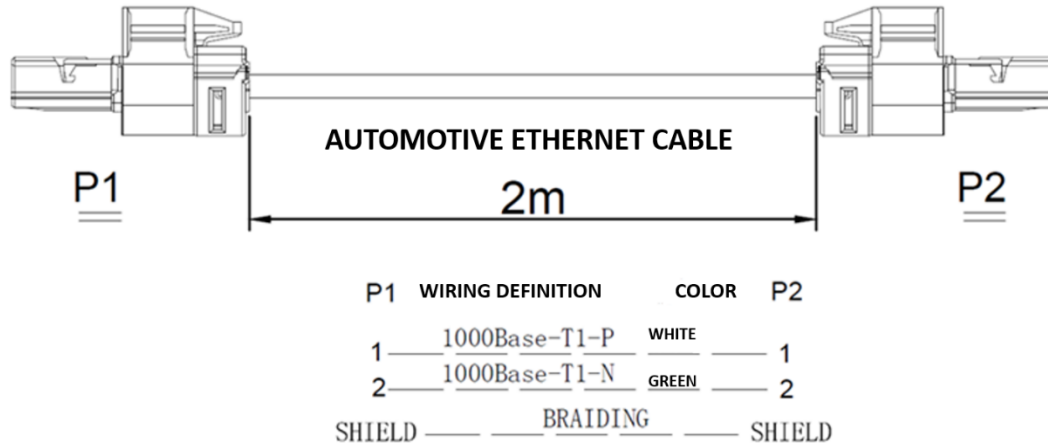 AUTOMOTIVE ETHERNET CABLE
P1 2m P2
P1 WIRING DEFINITION COLOR P2
1 1000Base-T1-P WHITE 1
2 1000Base-T1-N GREEN 2
SHIELD BRAIDING SHIELD